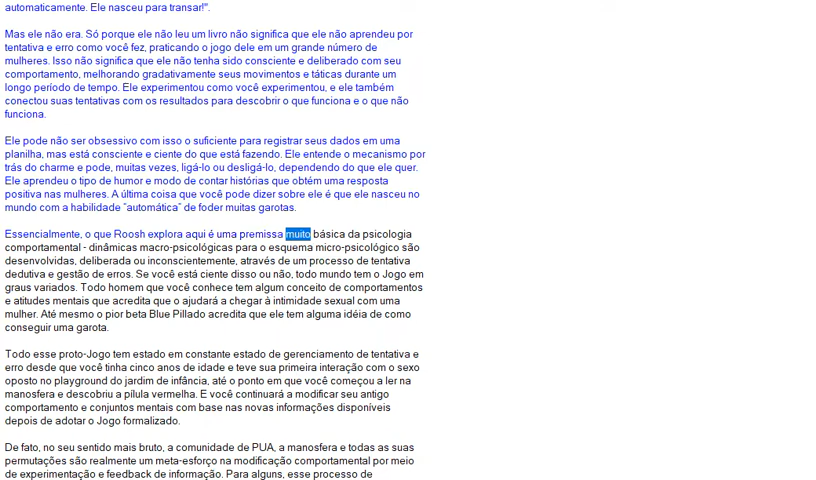 automaticamente. Ele nasceu para transar!".
Mas ele não era. Só porque ele não leu um livro não significa que ele não aprendeu por
tentativa e erro como você fez, praticando o jogo dele em um grande número de
mulheres. Isso não significa que ele não tenha sido consciente e deliberado com seu
comportamento, melhorando gradativamente seus movimentos e táticas durante um
longo período de tempo. Ele experimentou como você experimentou, e ele também
conectou suas tentativas com os resultados para descobrir o que funciona e o que não
funciona.
Ele pode não ser obsessivo com isso o suficiente para registrar seus dados em uma
planilha, mas está consciente e ciente do que está fazendo. Ele entende o mecanismo por
trás do charme e pode, muitas vezes, ligá-lo ou desligá-lo, dependendo do que ele quer.
Ele aprendeu o tipo de humor e modo de contar histórias que obtém uma resposta
positiva nas mulheres. A última coisa que você pode dizer sobre ele é que ele nasceu no
mundo com a habilidade "automática" de foder muitas garotas.
Essencialmente, o que Roosh explora aqui é uma premissa muito básica da psicologia
comportamental - dinâmicas macro-psicológicas para o esquema micro-psicológico são
desenvolvidas, deliberada ou inconscientemente, através de um processo de tentativa
dedutiva e gestão de erros. Se você está ciente disso ou não, todo mundo tem o Jogo em
graus variados. Todo homem que você conhece tem algum conceito de comportamentos
e atitudes mentais que acredita que o ajudará a chegar à intimidade sexual com uma
mulher. Até mesmo o pior beta Blue Pillado acredita que ele tem alguma idéia de como
conseguir uma garota.
Todo esse proto-Jogo tem estado em constante estado de gerenciamento de tentativa e
erro desde que você tinha cinco anos de idade e teve sua primeira interação com o sexo
oposto no playground do jardim de infância, até o ponto em que você começou a ler na
manosfera e descobriu a pílula vermelha. E você continuará a modificar seu antigo
comportamento e conjuntos mentais com base nas novas informações disponíveis
depois de adotar o Jogo formalizado.
De fato, no seu sentido mais bruto, a comunidade de PUA, a manosfera e todas as suas
permutações são realmente um meta-esforço na modificação comportamental por meio
de experimentação e feedback de informação. Para alguns, esse processo de